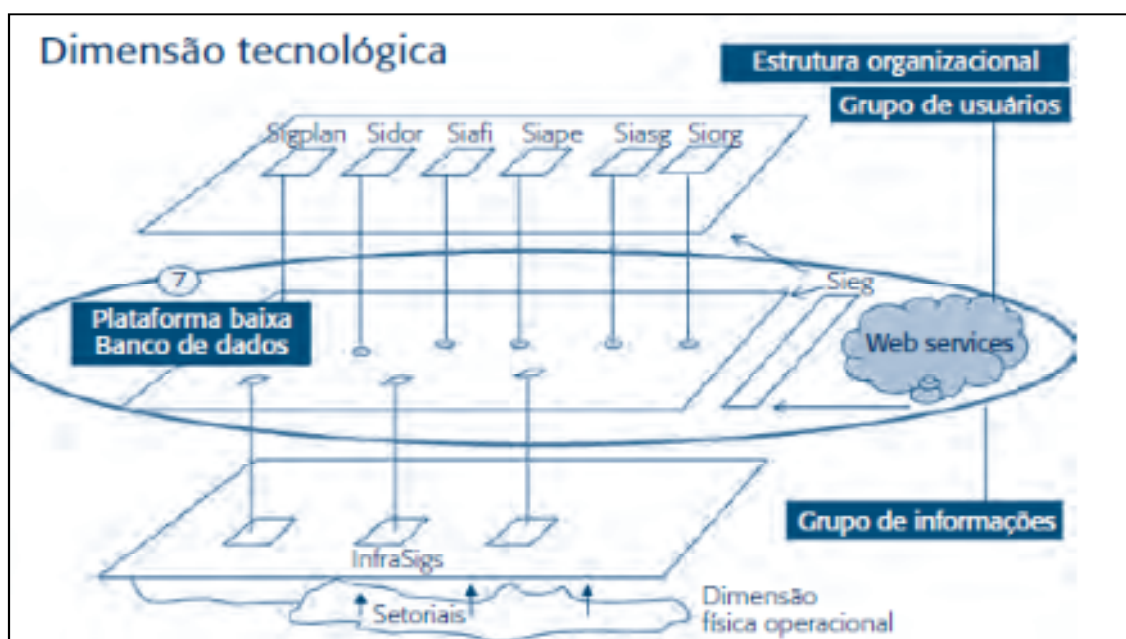 Dimensão tecnológica
Estrutura organizacional
Grupo de usuários
Sigplan Sidor Siafi Siape Siasg Siorg
7
Sieg
Plataforma baixa
Banco de dados
Web services
Grupo de informações
InfraSigs
Setoriais
Dimensão
física operacional